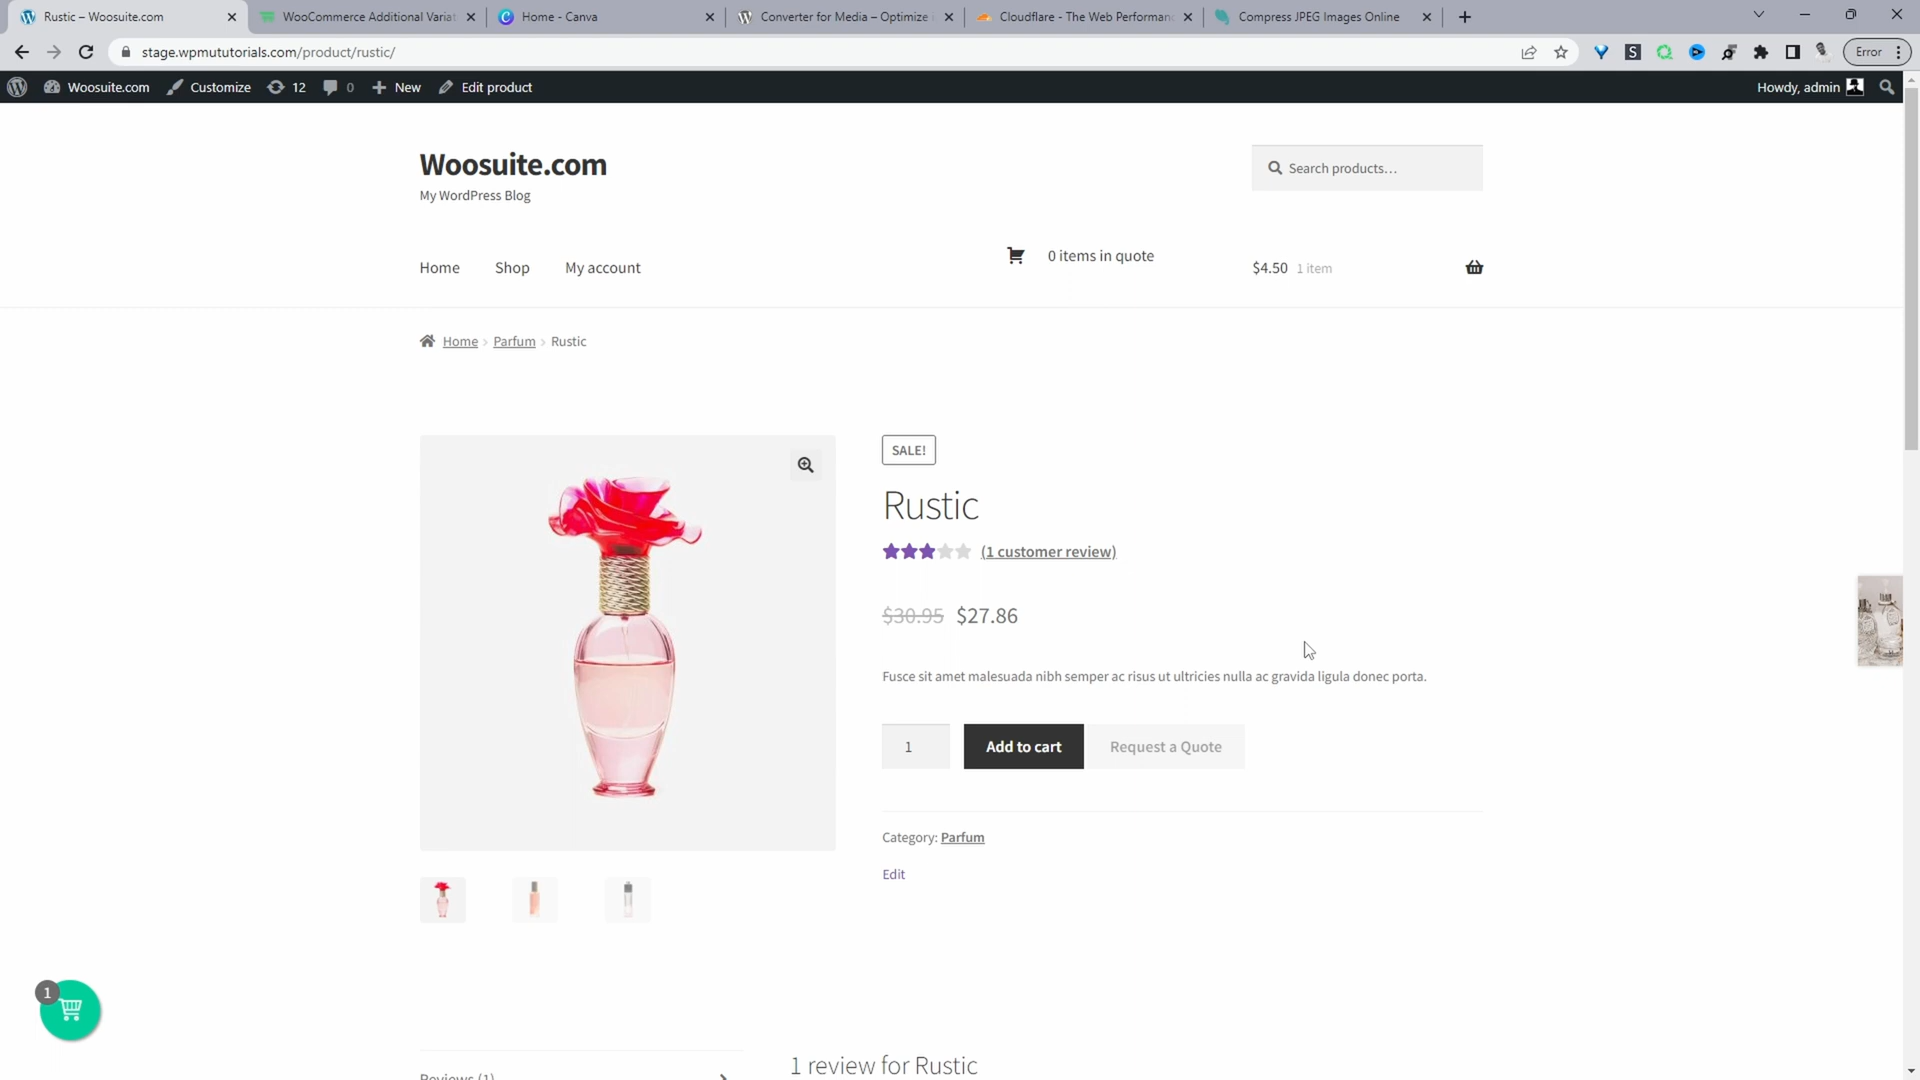 Rustic – Woosuite.com
WooCommerce Additional Variat
Home - Canva
Converter for Media – Optimize
Cloudflare - The Web Performanc
Compress JPEG Images Online
stage.wpmututorials.com/product/rustic/
Error
Woosuite.com
Customize
12
0
New
Edit product
Howdy, admin
Woosuite.com
My WordPress Blog
Search products…
Home
Shop
My account
0 items in quote
$4.50 1 item
Home › Parfum › Rustic
SALE!
Rustic
(1 customer review)
$30.95 $27.86
Fusce sit amet malesuada nibh semper ac risus ut ultricies nulla ac gravida ligula donec porta.
1
Add to cart
Request a Quote
Category: Parfum
Edit
1
1 review for Rustic
Reviews (1)